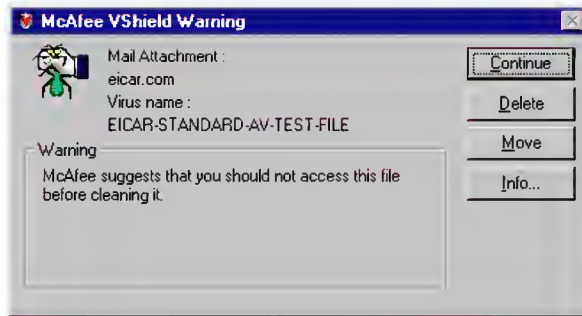 McAfee VShield Warning
Mail Attachment :
eicar.com
Virus name :
EICAR-STANDARD-AV-TEST-FILE
Warning
McAfee suggests that you should not access this file
before cleaning it.
Continue
Delete
Move
Info...